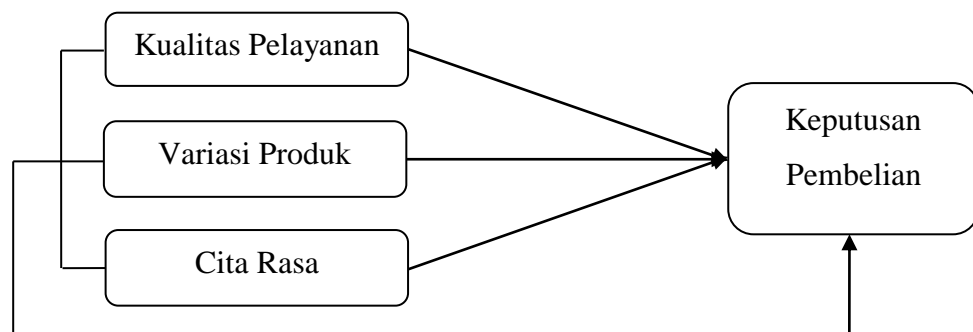 Kualitas Pelayanan
Variasi Produk
Cita Rasa
Keputusan
Pembelian